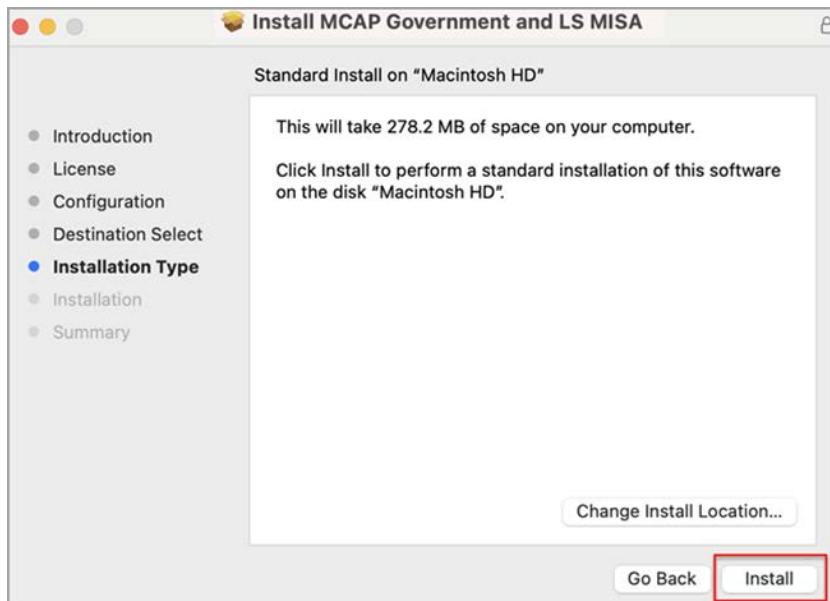 Install MCAP Government and LS MISA
Standard Install on “Macintosh HD”
Introduction
License
Configuration
Destination Select
Installation Type
Installation
Summary
This will take 278.2 MB of space on your computer.
Click Install to perform a standard installation of this software
on the disk “Macintosh HD”.
Change Install Location...
Go Back
Install